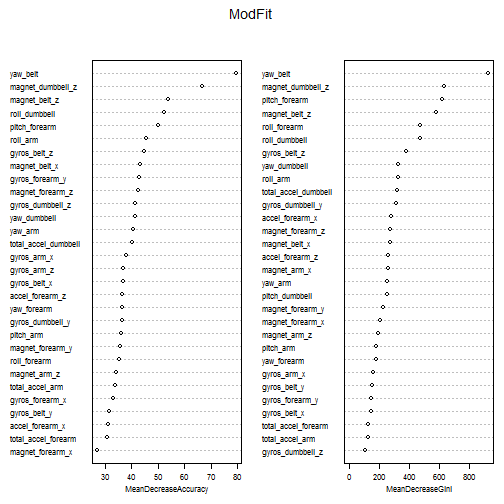 ModFit
yaw_belt
magnet_dumbbell_z
magnet_belt_z
roll_dumbbell
pitch_forearm
roll_arm
gyros_belt_z
magnet_belt_x
gyros_forearm_y
magnet_forearm_z
gyros_dumbbell_z
yaw_dumbbell
yaw_arm
total_accel_dumbbell
gyros_arm_x
gyros_arm_z
gyros_belt_x
accel_forearm_z
yaw_forearm
gyros_dumbbell_y
pitch_arm
magnet_forearm_y
roll_forearm
magnet_arm_z
total_accel_arm
gyros_forearm_x
gyros_belt_y
accel_forearm_x
total_accel_forearm
magnet_forearm_x
30 40 50 60 70 80
MeanDecreaseAccuracy
yaw_belt
magnet_dumbbell_z
pitch_forearm
magnet_belt_z
roll_forearm
roll_dumbbell
gyros_belt_z
yaw_dumbbell
roll_arm
total_accel_dumbbell
gyros_dumbbell_y
accel_forearm_x
magnet_forearm_z
magnet_belt_x
accel_forearm_z
magnet_arm_x
yaw_arm
pitch_dumbbell
magnet_forearm_y
magnet_forearm_x
magnet_arm_z
pitch_arm
yaw_forearm
gyros_arm_x
gyros_belt_y
gyros_forearm_y
gyros_belt_x
total_accel_forearm
total_accel_arm
gyros_dumbbell_z
0 200 400 600 800
MeanDecreaseGini